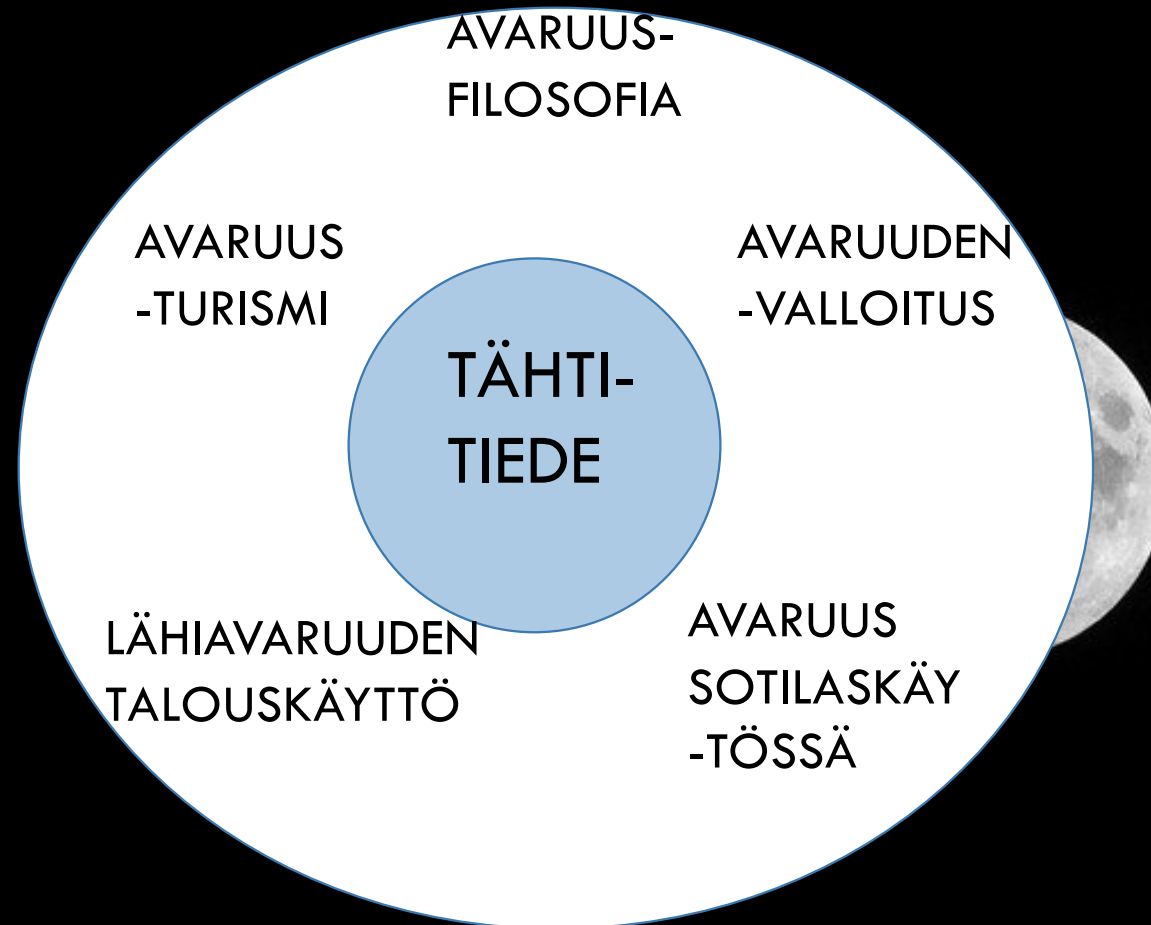 AVARUUS-
FILOSOFIA
AVARUUS
-TURISMI
AVARUUDEN
-VALLOITUS
TÄHTI-
TIEDE
LÄHIAVARUUDEN
TALOUSKÄYTTÖ
AVARUUS
SOTILASKÄY
-TÖSSÄ